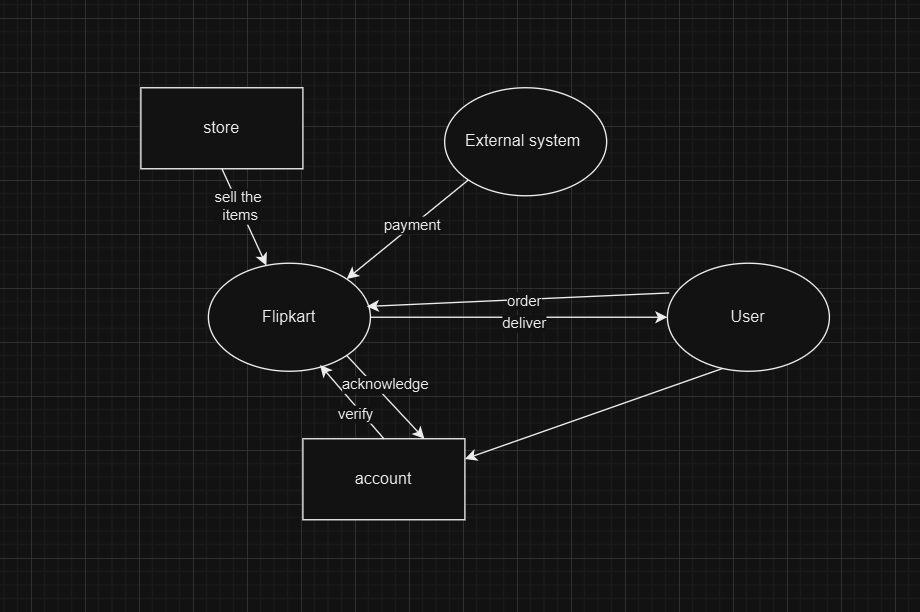 store
External system
sell the
items
payment
order
Flipkart
User
deliver
acknowledge
verify
account